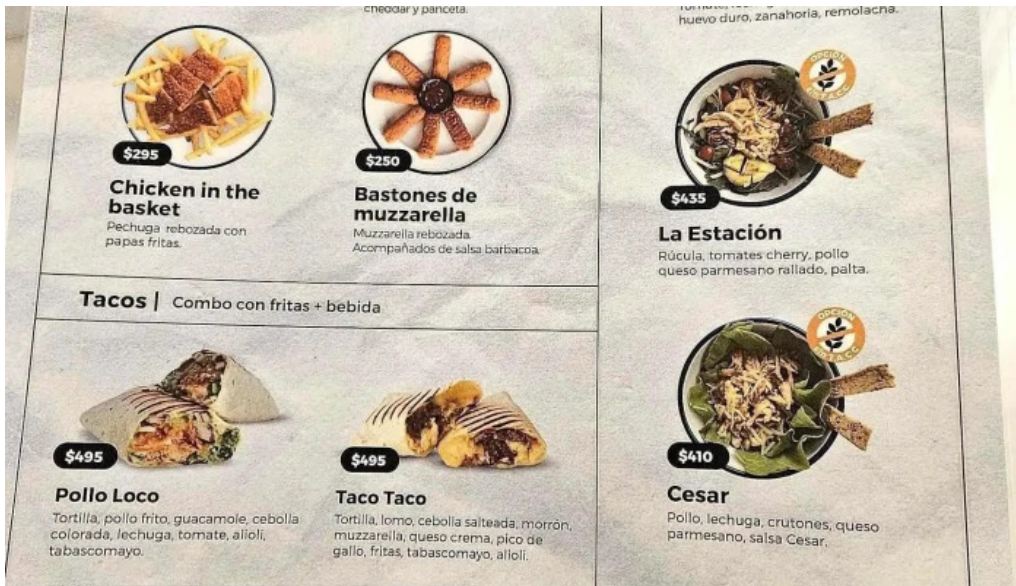 cheddar y panceta.
$295
Chicken in the
basket
Pechuga rebozada con
papas fritas.
$250
Bastones de
muzzarella
Muzzarella rebozada.
Acompañados de salsa barbacoa.
Tacos | Combo con fritas + bebida
$495
Pollo Loco
Tortilla, pollo frito, guacamole, cebolla
colorada, lechuga, tomate, alioli,
tabascomayo.
$495
Taco Taco
Tortilla, lomo, cebolla salteada, morrón,
muzzarella, queso crema, pico de
gallo, fritas, tabascomayo, alioli.
huevo duro, zanahoria, remolacha.
OPCIÓN
SIN T.A.C.C.
$435
La Estación
Rúcula, tomates cherry, pollo
queso parmesano rallado, palta.
OPCIÓN
SIN T.A.C.C.
$410
Cesar
Pollo, lechuga, crutones, queso
parmesano, salsa Cesar.